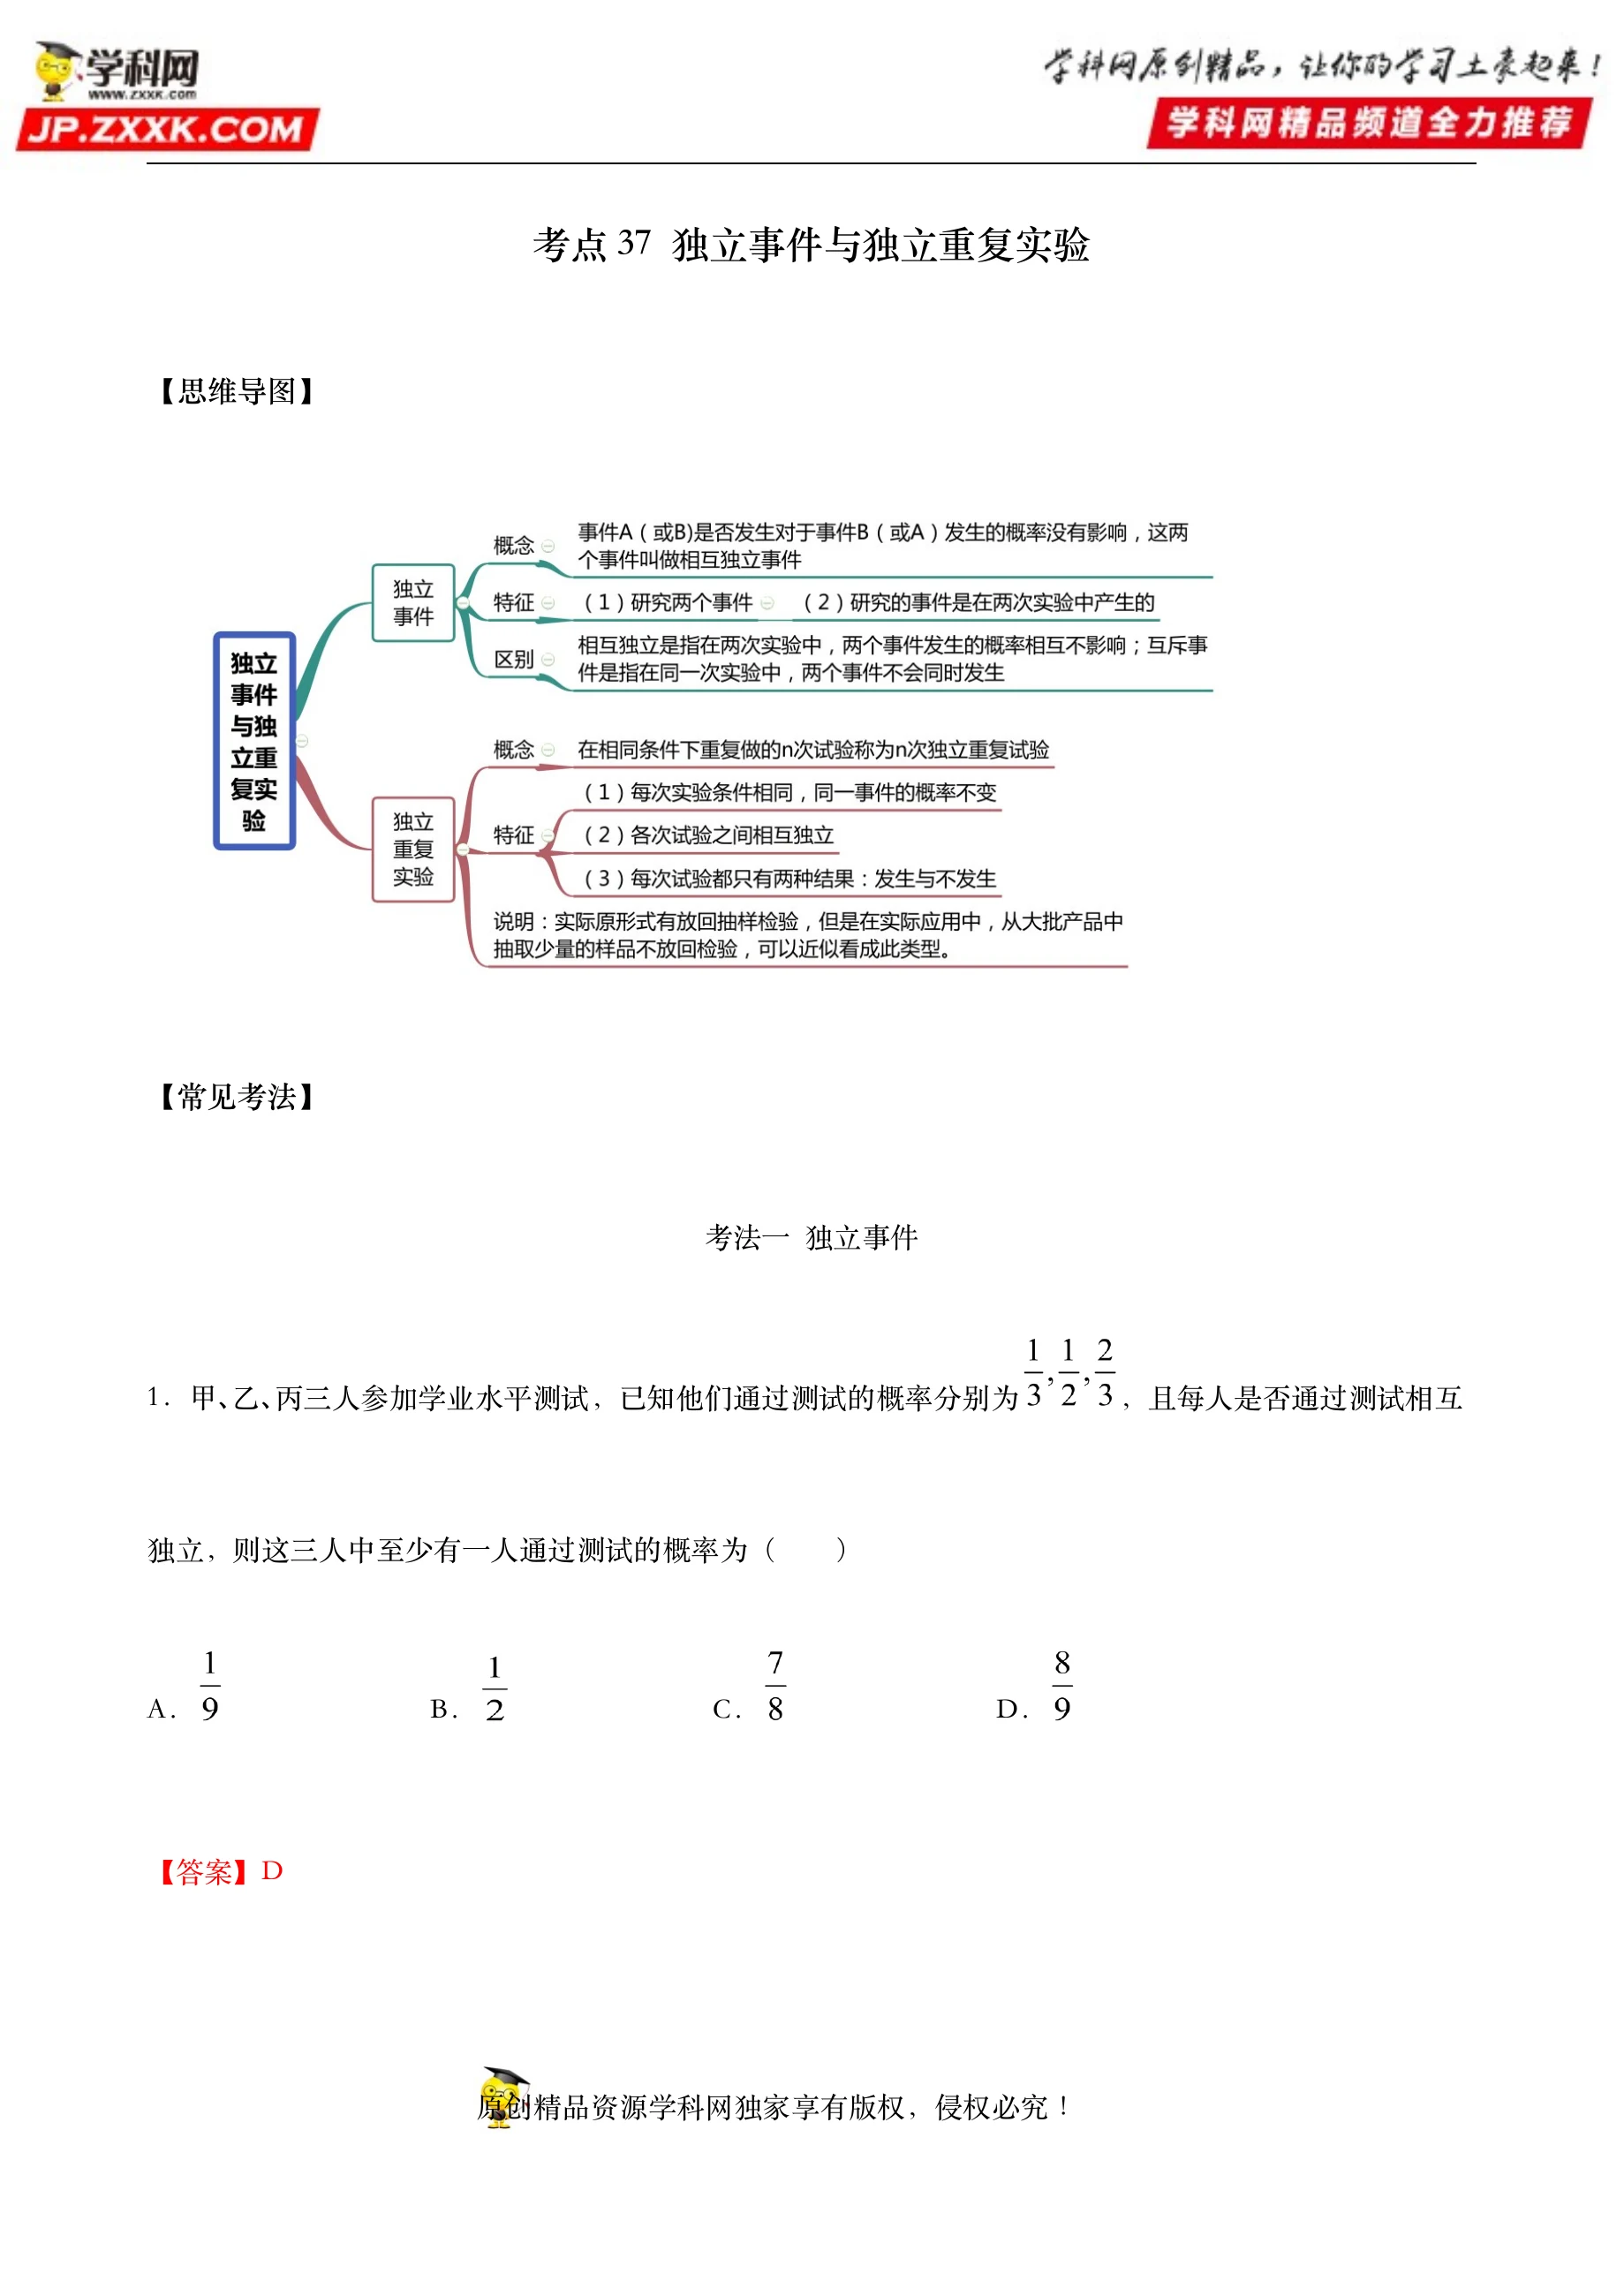 学科网
www.zxxk.com
JP.ZXXK.COM
学科网原创精品，让你的学习土豪起来！
学科网精品频道全力推荐
考点 37 独立事件与独立重复实验
【思维导图】
独立
事件
与独
立重
复实
验
独立
事件
概念
事件A（或B)是否发生对于事件B（或A）发生的概率没有影响，这两
个事件叫做相互独立事件
特征
（1）研究两个事件 （2）研究的事件是在两次实验中产生的
区别
相互独立是指在两次实验中，两个事件发生的概率相互不影响；互斥事
件是指在同一次实验中，两个事件不会同时发生
独立
重复
实验
概念 在相同条件下重复做的n次试验称为n次独立重复试验
特征
（1）每次实验条件相同，同一事件的概率不变
（2）各次试验之间相互独立
（3）每次试验都只有两种结果：发生与不发生
说明：实际原形式有放回抽样检验，但是在实际应用中，从大批产品中
抽取少量的样品不放回检验，可以近似看成此类型。
【常见考法】
考法一 独立事件
1．甲、乙、丙三人参加学业水平测试，已知他们通过测试的概率分别为 1/3, 1/2, 2/3，且每人是否通过测试相互
独立，则这三人中至少有一人通过测试的概率为（　　）
A．1/9 B．1/2 C．7/8 D．8/9
【答案】D
原创精品资源学科网独家享有版权，侵权必究！